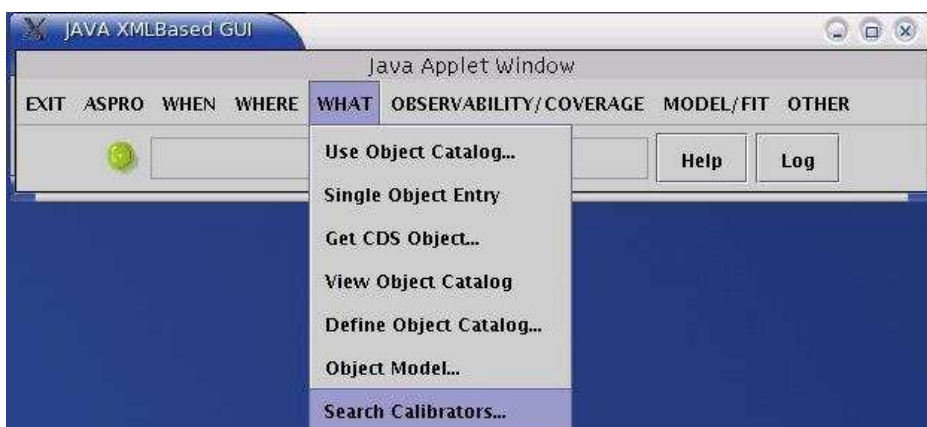 JAVA XMLBased GUI
Java Applet Window
EXIT ASPRO WHEN WHERE WHAT OBSERVABILITY/COVERAGE MODEL/FIT OTHER
Help Log
Use Object Catalog...
Single Object Entry
Get CDS Object...
View Object Catalog
Define Object Catalog...
Object Model...
Search Calibrators...